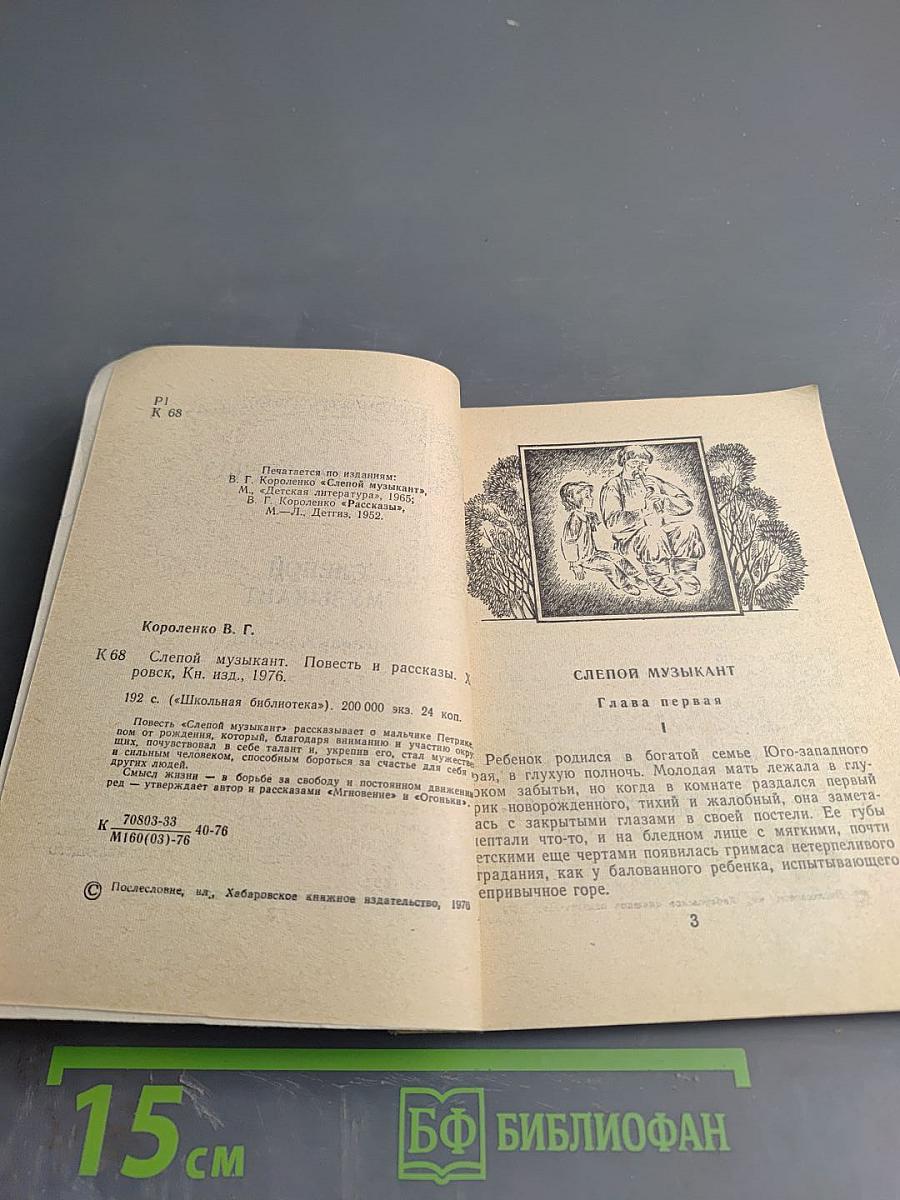 Р1
К 68
Печатается по изданиям:
В. Г. Короленко «Слепой музыкант»,
М., «Детская литература», 1965;
В. Г. Короленко «Рассказы»,
М.—Л., Детгиз, 1952.
Короленко В. Г.
К 68 Слепой музыкант. Повесть и рассказы. Х
ровск, Кн. изд., 1976.
192 с. («Школьная библиотека»). 200 000 экз. 24 коп.
Повесть «Слепой музыкант» рассказывает о мальчике Петрике,
пом от рождения, который, благодаря вниманию и участию окру
щих, почувствовал в себе талант и, укрепив его, стал мужестве
и сильным человеком, способным бороться за счастье для себя
других людей.
Смысл жизни — в борьбе за свободу и постоянном движении
ред — утверждает автор и рассказами «Мгновение» и «Огоньки».
К 70803-33
М160(03)-76 40-76
© Послесловие, ил., Хабаровское книжное издательство, 1976
СЛЕПОЙ МУЗЫКАНТ
Глава первая
I
Ребенок родился в богатой семье Юго-западного
рая, в глухую полночь. Молодая мать лежала в глу-
оком забытьи, но когда в комнате раздался первый
рик новорожденного, тихий и жалобный, она замета-
ась с закрытыми глазами в своей постели. Ее губы
ептали что-то, и на бледном лице с мягкими, почти
етскими еще чертами появилась гримаса нетерпеливого
традания, как у балованного ребенка, испытывающего
епривычное горе.
3
15 см
БФ БИБЛИОФАН